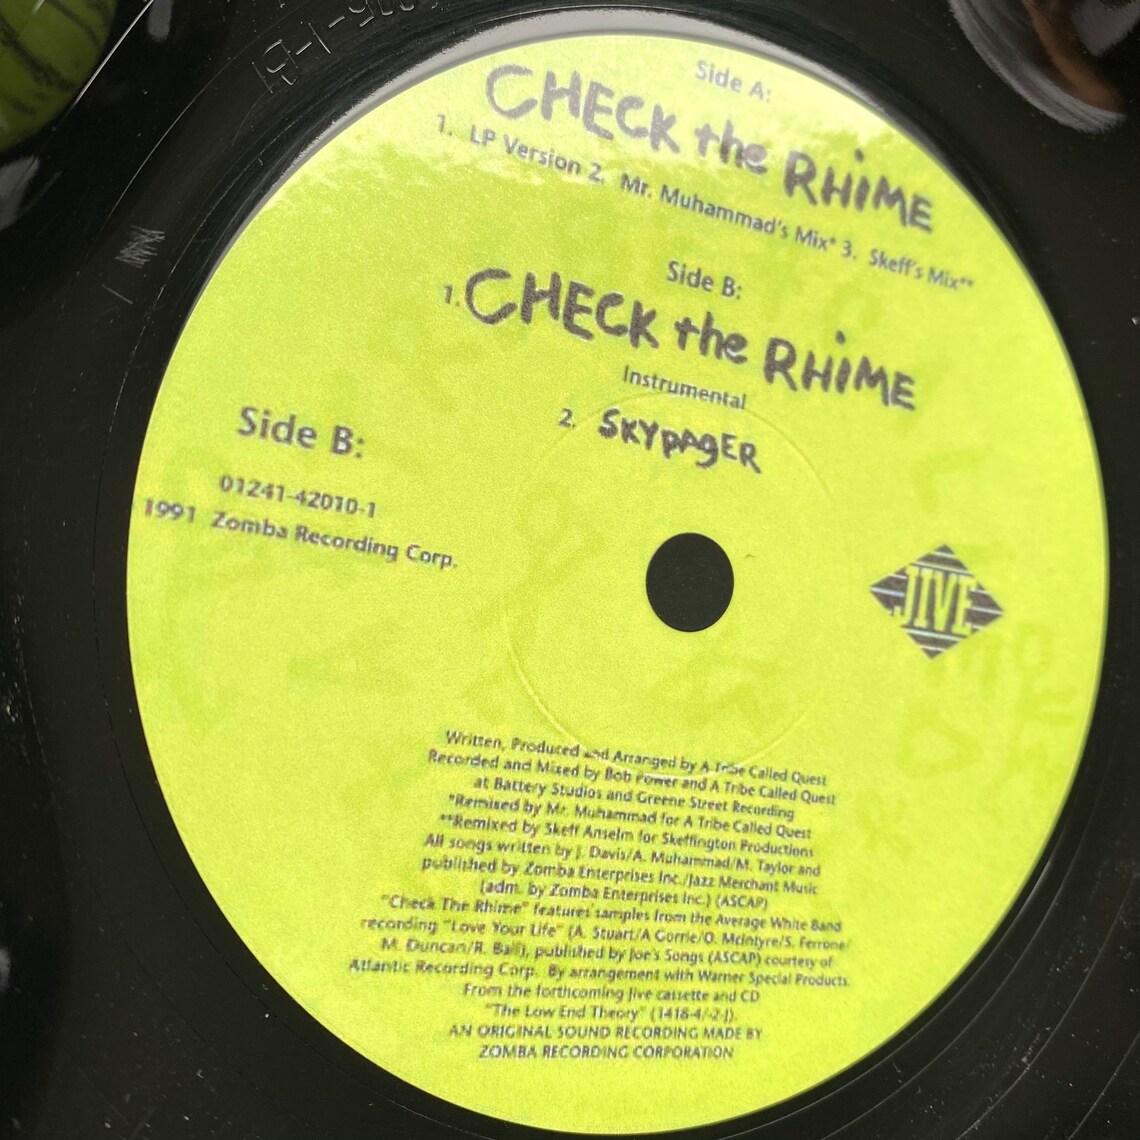 Side A:
CHECK the RHIME
1. LP Version 2. Mr. Muhammad's Mix* 3. Skeff's Mix**
Side B:
1. CHECK the RHIME
Instrumental
2. SKYPAGER
Side B:
01241-42010-1
1991 Zomba Recording Corp.
JIVE
Written, Produced and Arranged by A Tribe Called Quest
Recorded and Mixed by Bob Power and A Tribe Called Quest
at Battery Studios and Greene Street Recording
*Remixed by Mr. Muhammad for A Tribe Called Quest
**Remixed by Skeff Anselm for Skeffington Productions
All songs written by J. Davis/A. Muhammad/M. Taylor and
published by Zomba Enterprises Inc./Jazz Merchant Music
(adm. by Zomba Enterprises Inc.) (ASCAP)
"Check The Rhime" features samples from the Average White Band
recording "Love Your Life" (A. Stuart/A Gorrie/O. McIntyre/S. Ferrone/
M. Duncan/R. Ball), published by Joe's Songs (ASCAP) courtesy of
Atlantic Recording Corp. By arrangement with Warner Special Products.
From the forthcoming Jive cassette and CD
"The Low End Theory" (1418-4/-2-J).
AN ORIGINAL SOUND RECORDING MADE BY
ZOMBA RECORDING CORPORATION